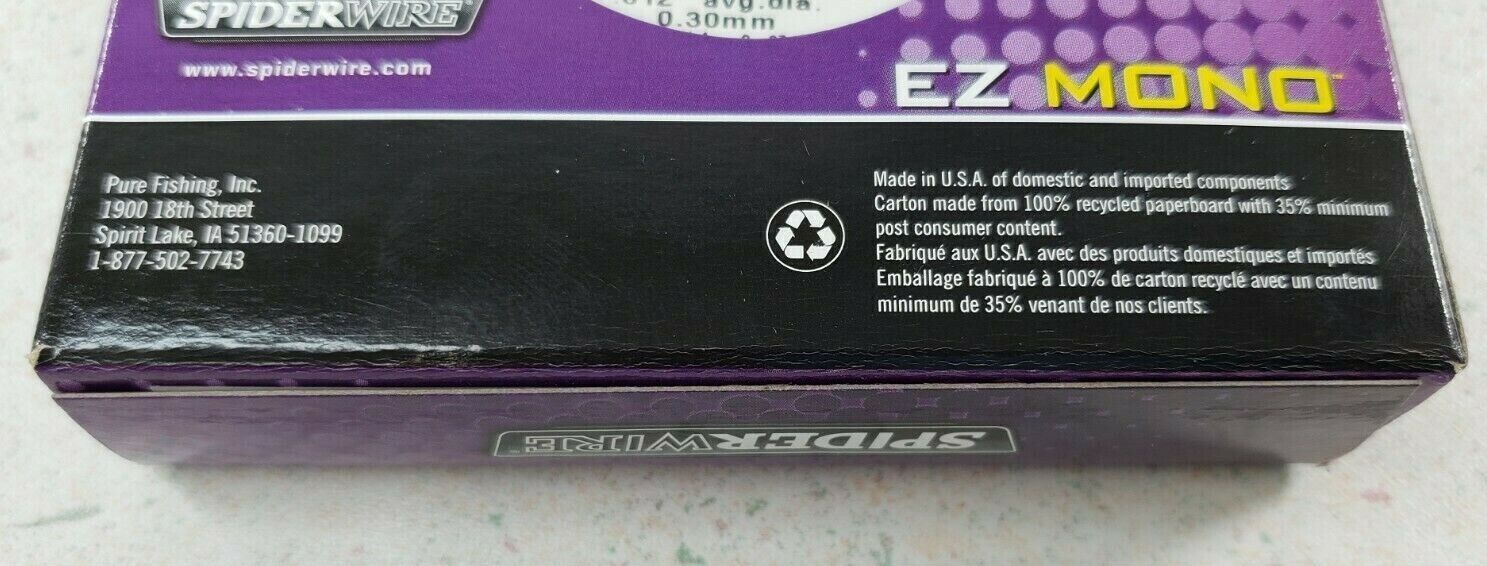 SPIDERWIRE®
avg.dia.
0.30mm
www.spiderwire.com
EZ MONO™
Pure Fishing, Inc.
1900 18th Street
Spirit Lake, IA 51360-1099
1-877-502-7743
Made in U.S.A. of domestic and imported components
Carton made from 100% recycled paperboard with 35% minimum
post consumer content.
Fabriqué aux U.S.A. avec des produits domestiques et importés
Emballage fabriqué à 100% de carton recyclé avec un contenu
minimum de 35% venant de nos clients.
SPIDERWIRE